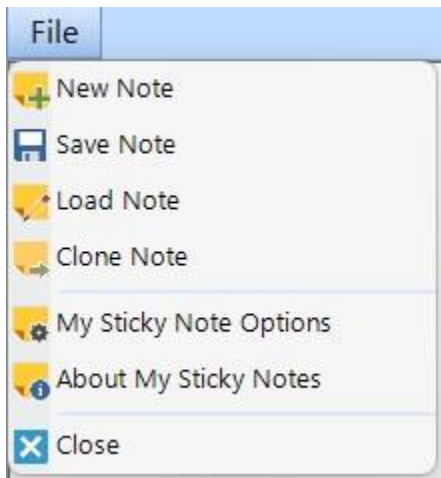 File
New Note
Save Note
Load Note
Clone Note
My Sticky Note Options
About My Sticky Notes
Close